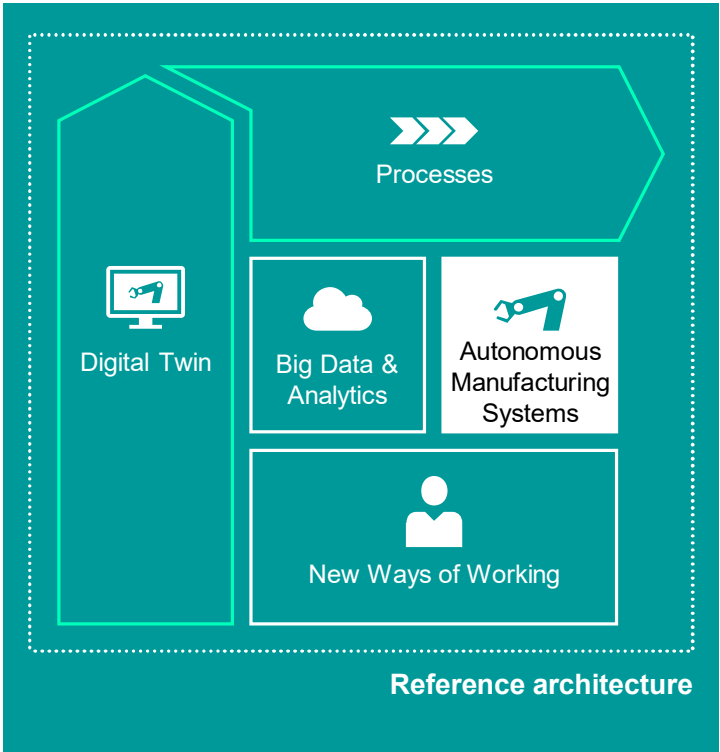 Processes
Digital Twin
Big Data &
Analytics
Autonomous
Manufacturing
Systems
New Ways of Working
Reference architecture